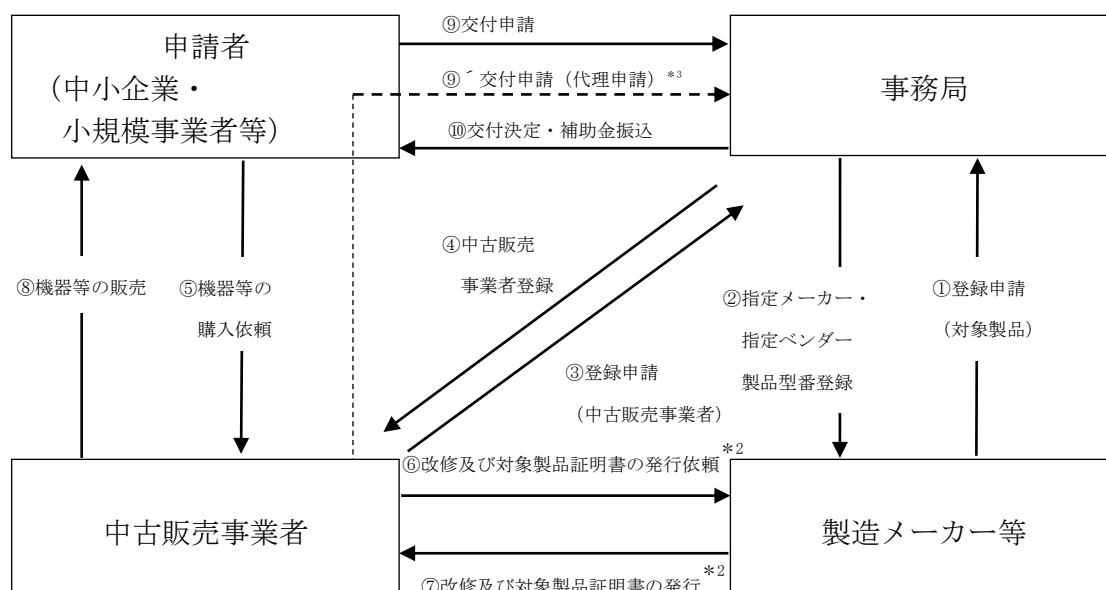 申請者
（中小企業・
小規模事業者等）
⑨交付申請
⑨´交付申請（代理申請）*3
⑩交付決定・補助金振込
事務局
⑧機器等の販売
⑤機器等の
購入依頼
④中古販売
事業者登録
③登録申請
（中古販売事業者）
②指定メーカー・
指定ベンダー
製品型番登録
①登録申請
（対象製品）
中古販売事業者
⑥改修及び対象製品証明書の発行依頼*2
⑦改修及び対象製品証明書の発行*2
製造メーカー等